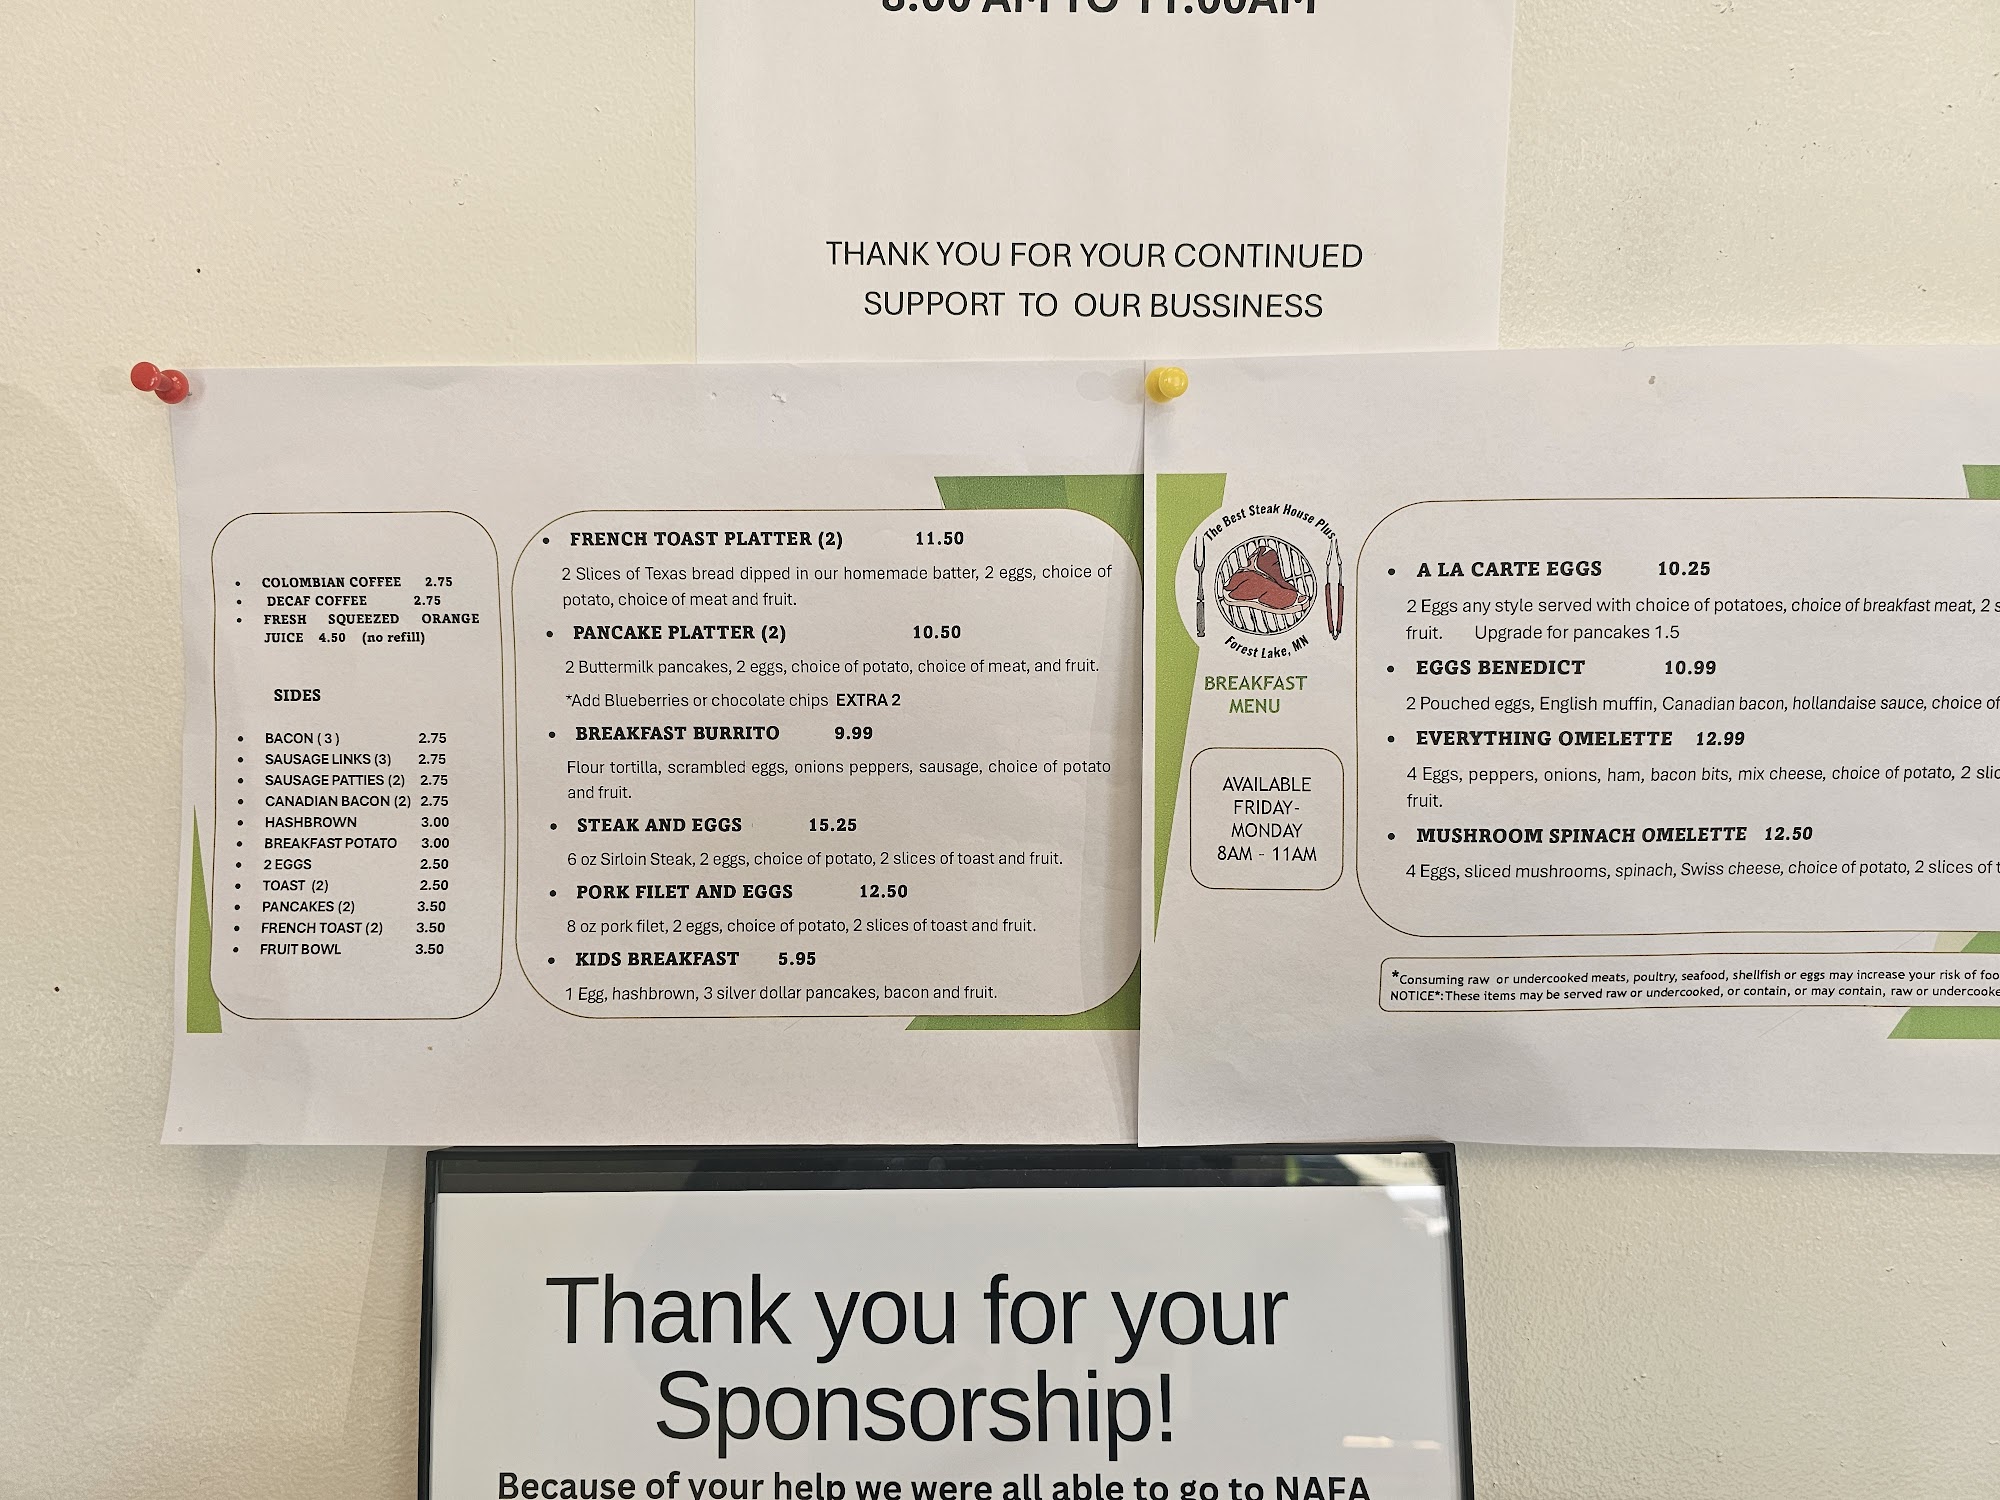 8:00 AM TO 11:00AM
THANK YOU FOR YOUR CONTINUED
SUPPORT TO OUR BUSSINESS
• COLOMBIAN COFFEE 2.75
• DECAF COFFEE 2.75
• FRESH SQUEEZED ORANGE
JUICE 4.50 (no refill)
SIDES
• BACON ( 3 ) 2.75
• SAUSAGE LINKS (3) 2.75
• SAUSAGE PATTIES (2) 2.75
• CANADIAN BACON (2) 2.75
• HASHBROWN 3.00
• BREAKFAST POTATO 3.00
• 2 EGGS 2.50
• TOAST (2) 2.50
• PANCAKES (2) 3.50
• FRENCH TOAST (2) 3.50
• FRUIT BOWL 3.50
• FRENCH TOAST PLATTER (2) 11.50
2 Slices of Texas bread dipped in our homemade batter, 2 eggs, choice of
potato, choice of meat and fruit.
• PANCAKE PLATTER (2) 10.50
2 Buttermilk pancakes, 2 eggs, choice of potato, choice of meat, and fruit.
*Add Blueberries or chocolate chips EXTRA 2
• BREAKFAST BURRITO 9.99
Flour tortilla, scrambled eggs, onions peppers, sausage, choice of potato
and fruit.
• STEAK AND EGGS 15.25
6 oz Sirloin Steak, 2 eggs, choice of potato, 2 slices of toast and fruit.
• PORK FILET AND EGGS 12.50
8 oz pork filet, 2 eggs, choice of potato, 2 slices of toast and fruit.
• KIDS BREAKFAST 5.95
1 Egg, hashbrown, 3 silver dollar pancakes, bacon and fruit.
The Best Steak House Plus
Forest Lake, MN
BREAKFAST
MENU
AVAILABLE
FRIDAY-
MONDAY
8AM - 11AM
• A LA CARTE EGGS 10.25
2 Eggs any style served with choice of potatoes, choice of breakfast meat, 2
fruit. Upgrade for pancakes 1.5
• EGGS BENEDICT 10.99
2 Pouched eggs, English muffin, Canadian bacon, hollandaise sauce, choice of
• EVERYTHING OMELETTE 12.99
4 Eggs, peppers, onions, ham, bacon bits, mix cheese, choice of potato, 2
fruit.
• MUSHROOM SPINACH OMELETTE 12.50
4 Eggs, sliced mushrooms, spinach, Swiss cheese, choice of potato, 2 slices of
*Consuming raw or undercooked meats, poultry, seafood, shellfish or eggs may increase your risk of
NOTICE*: These items may be served raw or undercooked, or contain, or may contain, raw or
Thank you for your
Sponsorship!
Because of your help we were all able to go to NAFA